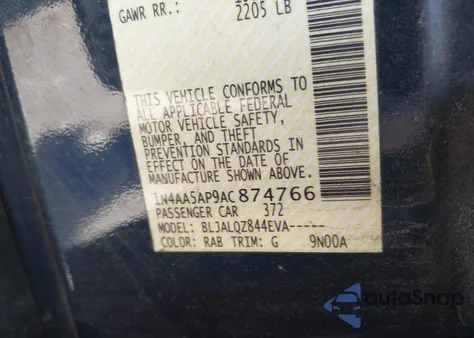 GAWR RR.: 2205 LB
THIS VEHICLE CONFORMS TO
ALL APPLICABLE FEDERAL
MOTOR VEHICLE SAFETY,
BUMPER, AND THEFT
PREVENTION STANDARDS IN
EFFECT ON THE DATE OF
MANUFACTURE SHOWN ABOVE.
1N4AA5AP9AC874766
PASSENGER CAR 372
MODEL: BLJALQZ844EVA-----
COLOR: RAB TRIM: G 9N00A
autoSnap